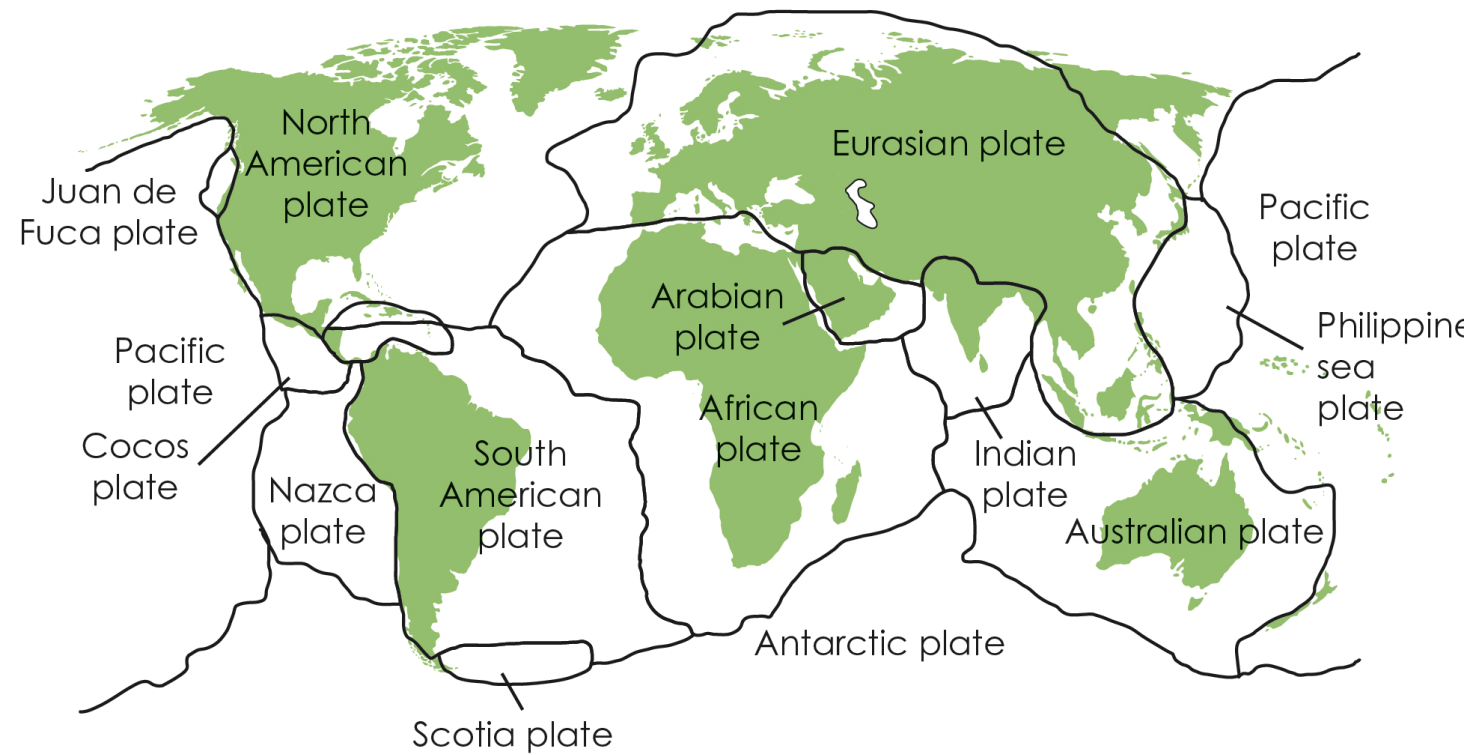 North
American
plate
Eurasian plate
Juan de
Fuca plate
Pacific
plate
Arabian
plate
Philippine
sea
plate
Pacific
plate
African
plate
Cocos
plate
South
American
plate
Indian
plate
Nazca
plate
Australian plate
Antarctic plate
Scotia plate